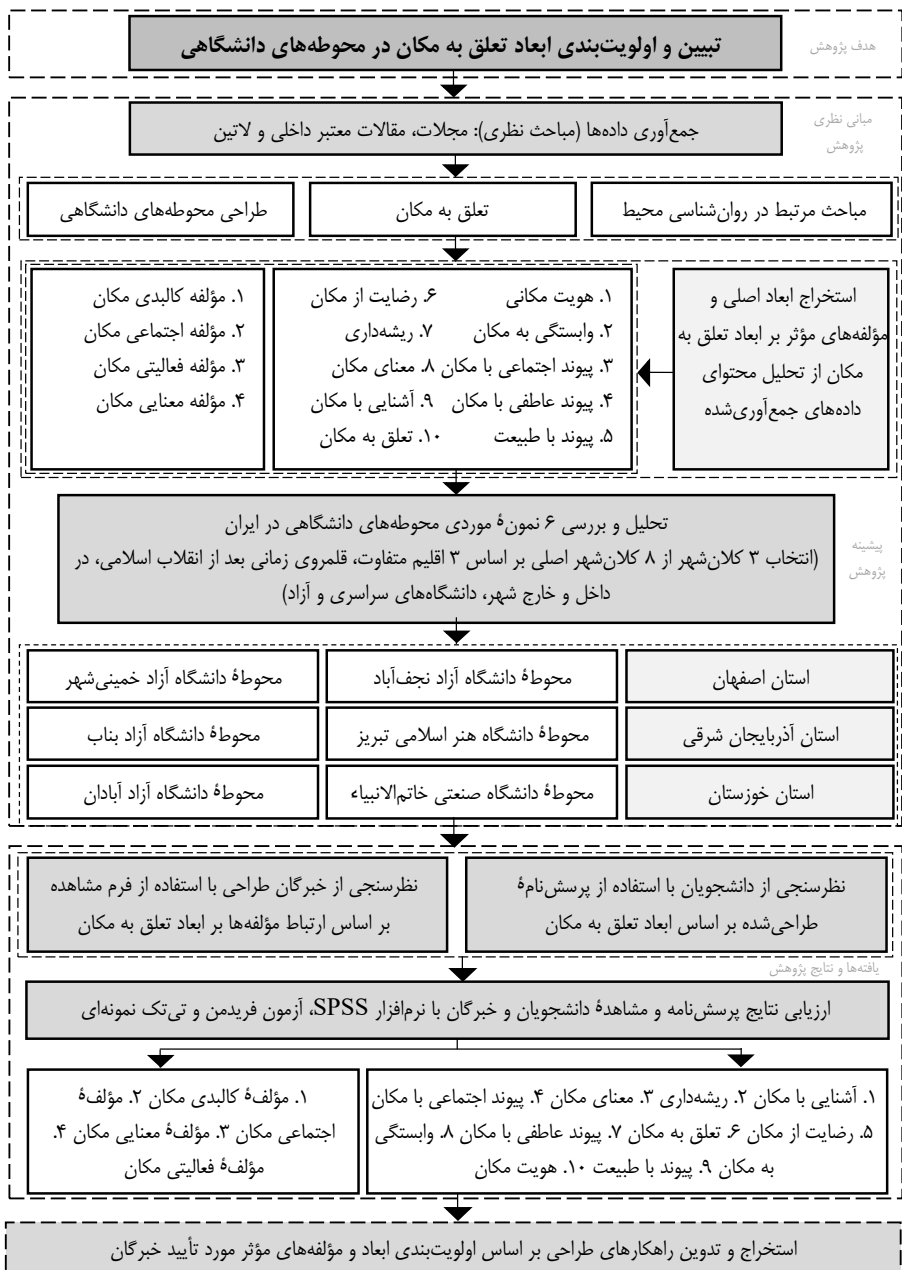 هدف پژوهش
تبیین و اولویت‌بندی ابعاد تعلق به مکان در محوطه‌های دانشگاهی
مبانی نظری
پژوهش
جمع‌آوری داده‌ها (مباحث نظری): مجلات، مقالات معتبر داخلی و لاتین
مباحث مرتبط در روان‌شناسی محیط
تعلق به مکان
طراحی محوطه‌های دانشگاهی
استخراج ابعاد اصلی و
مؤلفه‌های مؤثر بر ابعاد تعلق به
مکان از تحلیل محتوای
داده‌های جمع‌آوری‌شده
۱. هویت مکانی ۶. رضایت از مکان
۲. وابستگی به مکان ۷. ریشه‌داری
۳. پیوند اجتماعی با مکان ۸. معنای مکان
۴. پیوند عاطفی با مکان ۹. آشنایی با مکان
۵. پیوند با طبیعت ۱۰. تعلق به مکان
۱. مؤلفه کالبدی مکان
۲. مؤلفه اجتماعی مکان
۳. مؤلفه فعالیتی مکان
۴. مؤلفه معنایی مکان
پیشینه
پژوهش
تحلیل و بررسی ۶ نمونۀ موردی محوطه‌های دانشگاهی در ایران
(انتخاب ۳ کلان‌شهر از ۸ کلان‌شهر اصلی بر اساس ۳ اقلیم متفاوت، قلمروی زمانی بعد از انقلاب اسلامی، در
داخل و خارج شهر، دانشگاه‌های سراسری و آزاد)
استان اصفهان
محوطۀ دانشگاه آزاد نجف‌آباد
محوطۀ دانشگاه آزاد خمینی‌شهر
استان آذربایجان شرقی
محوطۀ دانشگاه هنر اسلامی تبریز
محوطۀ دانشگاه آزاد بناب
استان خوزستان
محوطۀ دانشگاه صنعتی خاتم‌الانبیاء
محوطۀ دانشگاه آزاد آبادان
نظرسنجی از دانشجویان با استفاده از پرسش‌نامۀ
طراحی‌شده بر اساس ابعاد تعلق به مکان
نظرسنجی از خبرگان طراحی با استفاده از فرم مشاهده
بر اساس ارتباط مؤلفه‌ها بر ابعاد تعلق به مکان
یافته‌ها و نتایج پژوهش
ارزیابی نتایج پرسش‌نامه و مشاهدۀ دانشجویان و خبرگان با نرم‌افزار SPSS، آزمون فریدمن و تی‌تک نمونه‌ای
۱. آشنایی با مکان ۲. ریشه‌داری ۳. معنای مکان ۴. پیوند اجتماعی با مکان
۵. رضایت از مکان ۶. تعلق به مکان ۷. پیوند عاطفی با مکان ۸. وابستگی
به مکان ۹. پیوند با طبیعت ۱۰. هویت مکان
۱. مؤلفۀ کالبدی مکان ۲. مؤلفۀ
اجتماعی مکان ۳. مؤلفۀ معنایی مکان ۴.
مؤلفۀ فعالیتی مکان
استخراج و تدوین راهکارهای طراحی بر اساس اولویت‌بندی ابعاد و مؤلفه‌های مؤثر مورد تأیید خبرگان